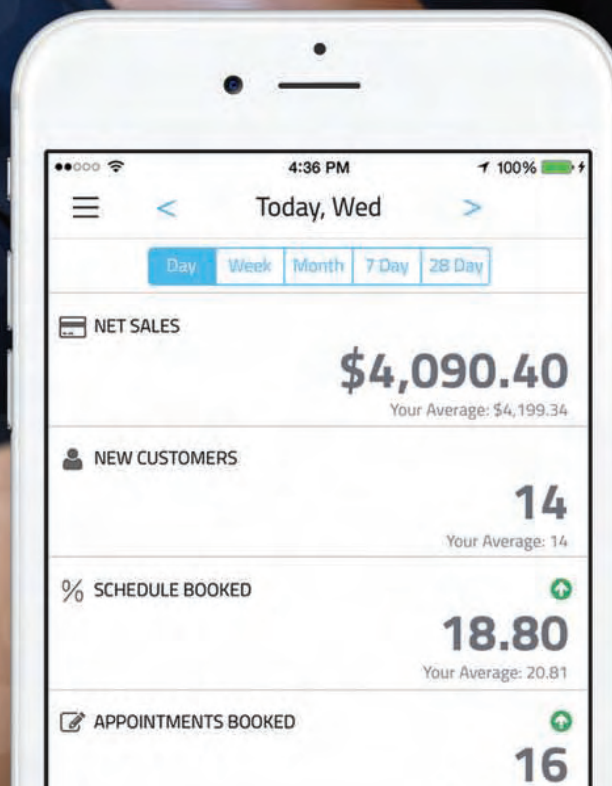 4:36 PM 100%
Today, Wed
Day Week Month 7 Day 28 Day
NET SALES
$4,090.40
Your Average: $4,199.34
NEW CUSTOMERS
14
Your Average: 14
% SCHEDULE BOOKED
18.80
Your Average: 20.81
APPOINTMENTS BOOKED
16